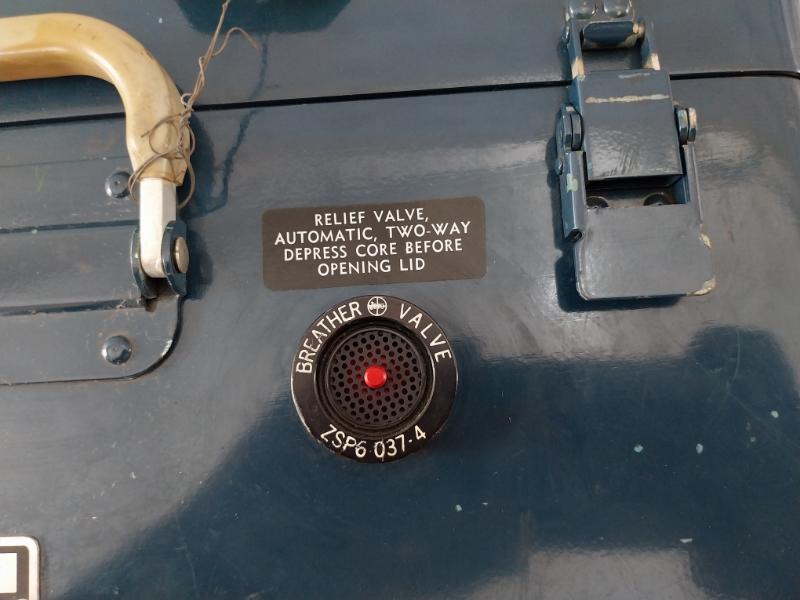 RELIEF VALVE,
AUTOMATIC, TWO-WAY
DEPRESS CORE BEFORE
OPENING LID
BREATHER VALVE
ZSP6 037-4